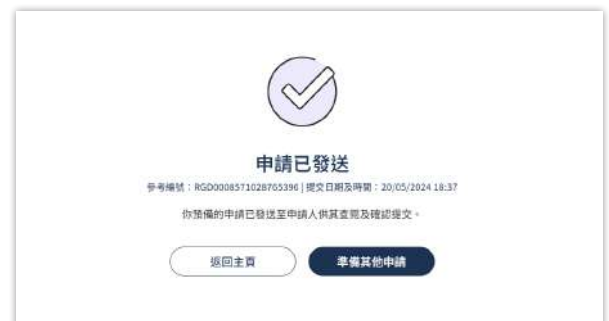 申請已發送
參考編號：RGD0008571028765396 | 提交日期及時間：20/05/2024 18:37
你預備的申請已發送至申請人供其查閱及確認提交。
返回主頁
準備其他申請